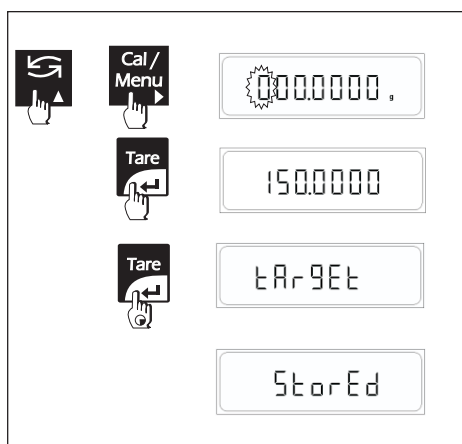 Cal /
Menu
000.0000 g
Tare
150.0000
Tare
tArgEt
StorEd